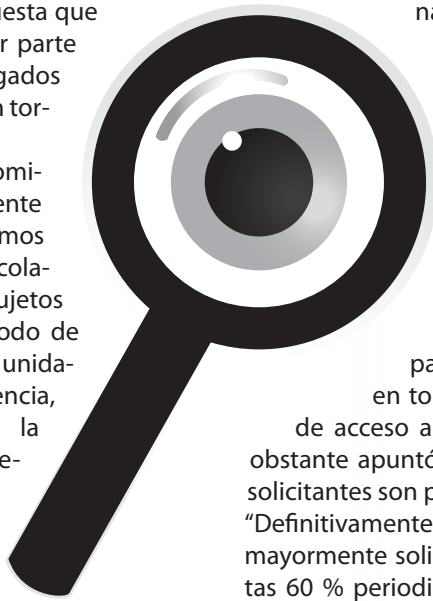 uesta que
r parte
gados
n tor-
omi-
ente
mos
cola-
ujetos
odo de
unida-
encia,
la
e-
na
pa
en to
de acceso a
obstante apuntó
solicitantes son p
“Definitivamente
mayormente soli
tas 60 % periodi